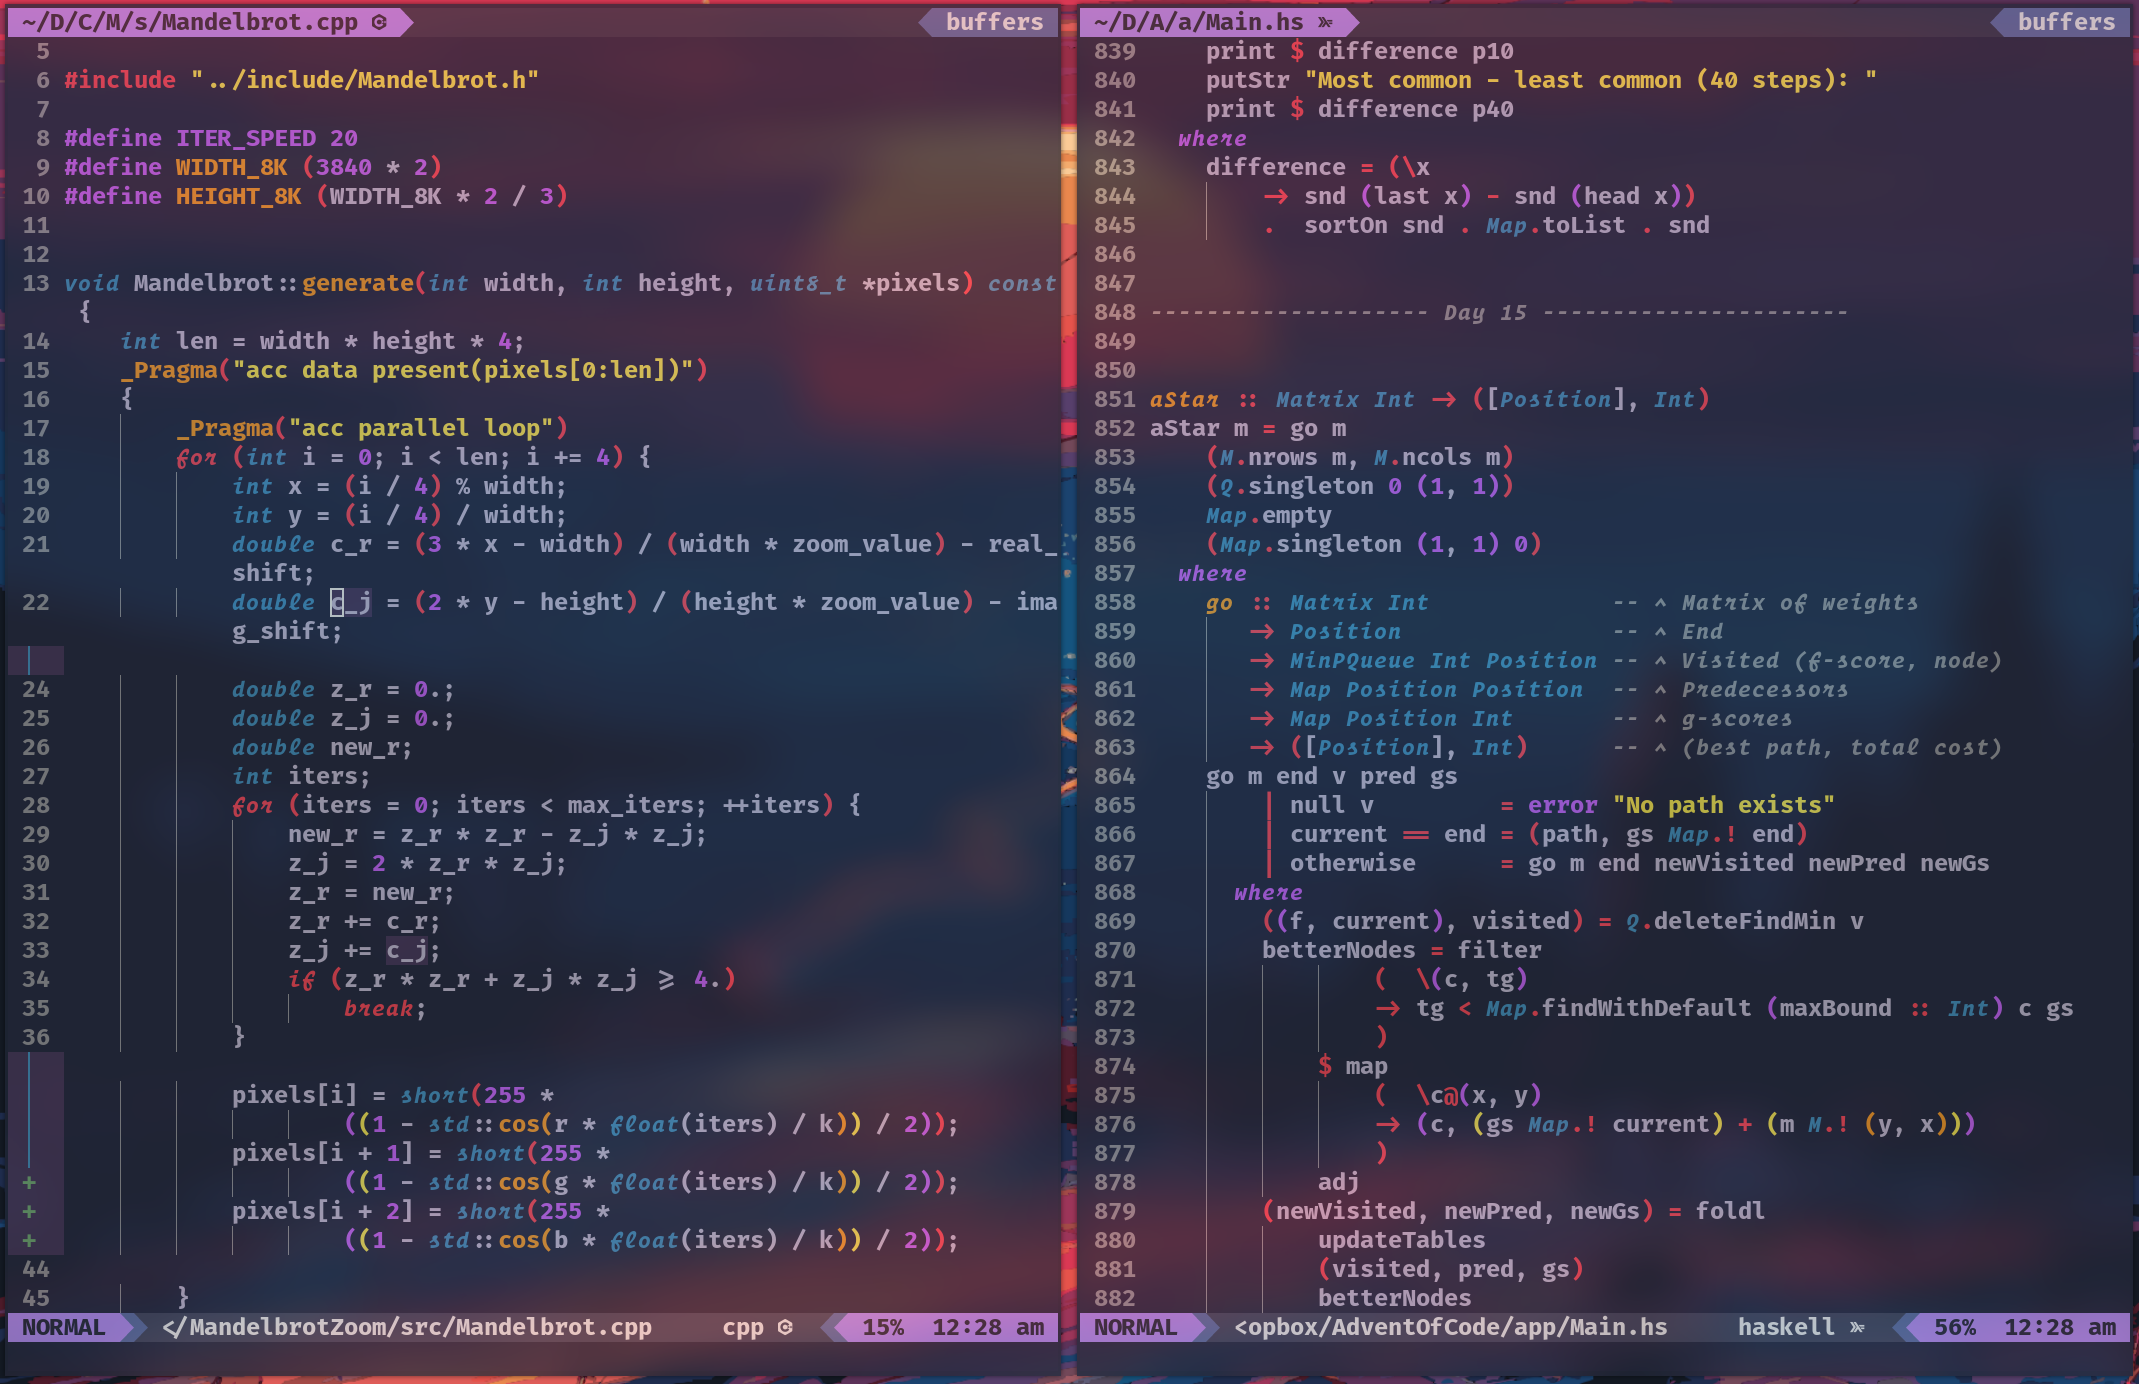 ~/D/C/M/s/Mandelbrot.cpp
buffers
5
6 #include "../include/Mandelbrot.h"
7
8 #define ITER_SPEED 20
9 #define WIDTH_8K (3840 * 2)
10 #define HEIGHT_8K (WIDTH_8K * 2 / 3)
11
12
13 void Mandelbrot::generate(int width, int height, uint8_t *pixels) const
{
14 int len = width * height * 4;
15 _Pragma("acc data present(pixels[0:len])")
16 {
17 _Pragma("acc parallel loop")
18 for (int i = 0; i < len; i += 4) {
19 int x = (i / 4) % width;
20 int y = (i / 4) / width;
21 double c_r = (3 * x - width) / (width * zoom_value) - real_
shift;
22 double c_j = (2 * y - height) / (height * zoom_value) - ima
g_shift;
24 double z_r = 0.;
25 double z_j = 0.;
26 double new_r;
27 int iters;
28 for (iters = 0; iters < max_iters; ++iters) {
29 new_r = z_r * z_r - z_j * z_j;
30 z_j = 2 * z_r * z_j;
31 z_r = new_r;
32 z_r += c_r;
33 z_j += c_j;
34 if (z_r * z_r + z_j * z_j >= 4.)
35 break;
36 }
pixels[i] = short(255 *
((1 - std::cos(r * float(iters) / k)) / 2));
pixels[i + 1] = short(255 *
+ ((1 - std::cos(g * float(iters) / k)) / 2));
+ pixels[i + 2] = short(255 *
+ ((1 - std::cos(b * float(iters) / k)) / 2));
44
45 }
NORMAL </MandelbrotZoom/src/Mandelbrot.cpp cpp 15% 12:28 am
~/D/A/a/Main.hs
buffers
839 print $ difference p10
840 putStr "Most common - least common (40 steps): "
841 print $ difference p40
842 where
843 difference = (\x
844 -> snd (last x) - snd (head x))
845 . sortOn snd . Map.toList . snd
846
847
848 -------------------- Day 15 ----------------------
849
850
851 aStar :: Matrix Int -> ([Position], Int)
852 aStar m = go m
853 (M.nrows m, M.ncols m)
854 (Q.singleton 0 (1, 1))
855 Map.empty
856 (Map.singleton (1, 1) 0)
857 where
858 go :: Matrix Int -- ^ Matrix of weights
859 -> Position -- ^ End
860 -> MinPQueue Int Position -- ^ Visited (f-score, node)
861 -> Map Position Position -- ^ Predecessors
862 -> Map Position Int -- ^ g-scores
863 -> ([Position], Int) -- ^ (best path, total cost)
864 go m end v pred gs
865 | null v = error "No path exists"
866 | current == end = (path, gs Map.! end)
867 | otherwise = go m end newVisited newPred newGs
868 where
869 ((f, current), visited) = Q.deleteFindMin v
870 betterNodes = filter
871 ( \(c, tg)
872 -> tg < Map.findWithDefault (maxBound :: Int) c gs
873 )
874 $ map
875 ( \c@(x, y)
876 -> (c, (gs Map.! current) + (m M.! (y, x)))
877 )
878 adj
879 (newVisited, newPred, newGs) = foldl
880 updateTables
881 (visited, pred, gs)
882 betterNodes
NORMAL <opbox/AdventOfCode/app/Main.hs haskell 56% 12:28 am